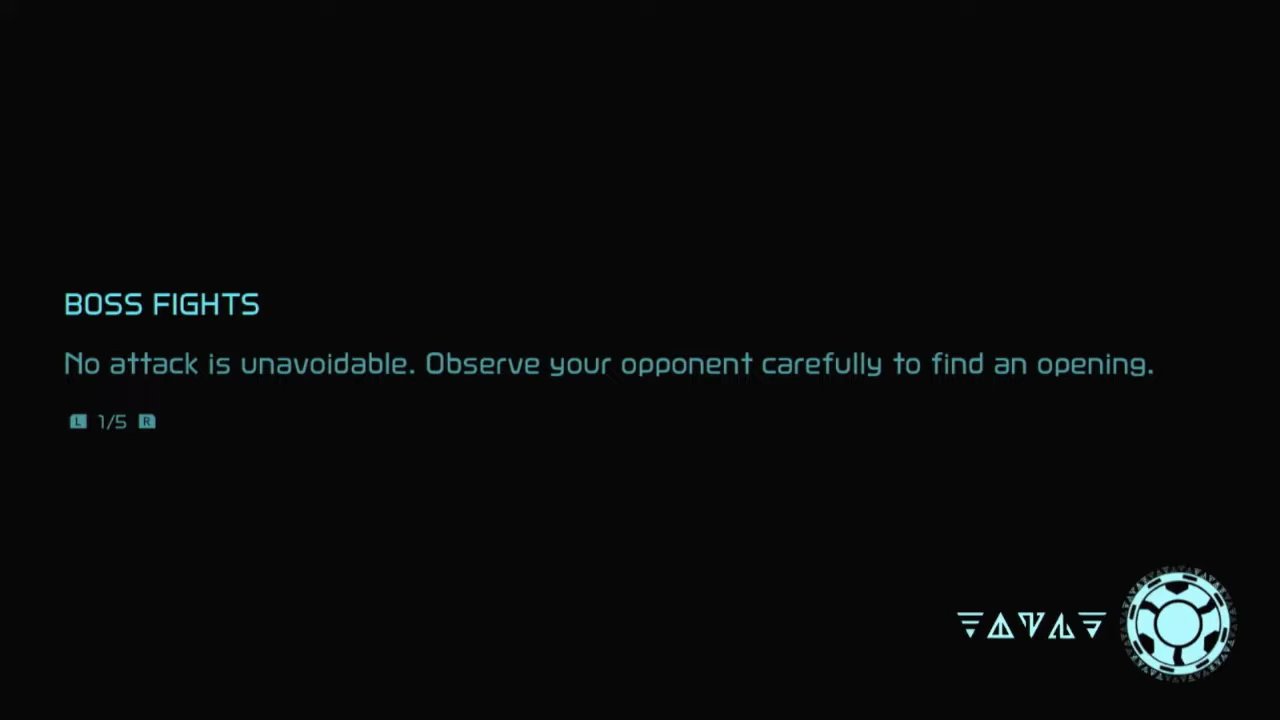 BOSS FIGHTS
No attack is unavoidable. Observe your opponent carefully to find an opening.
L 1/5 R